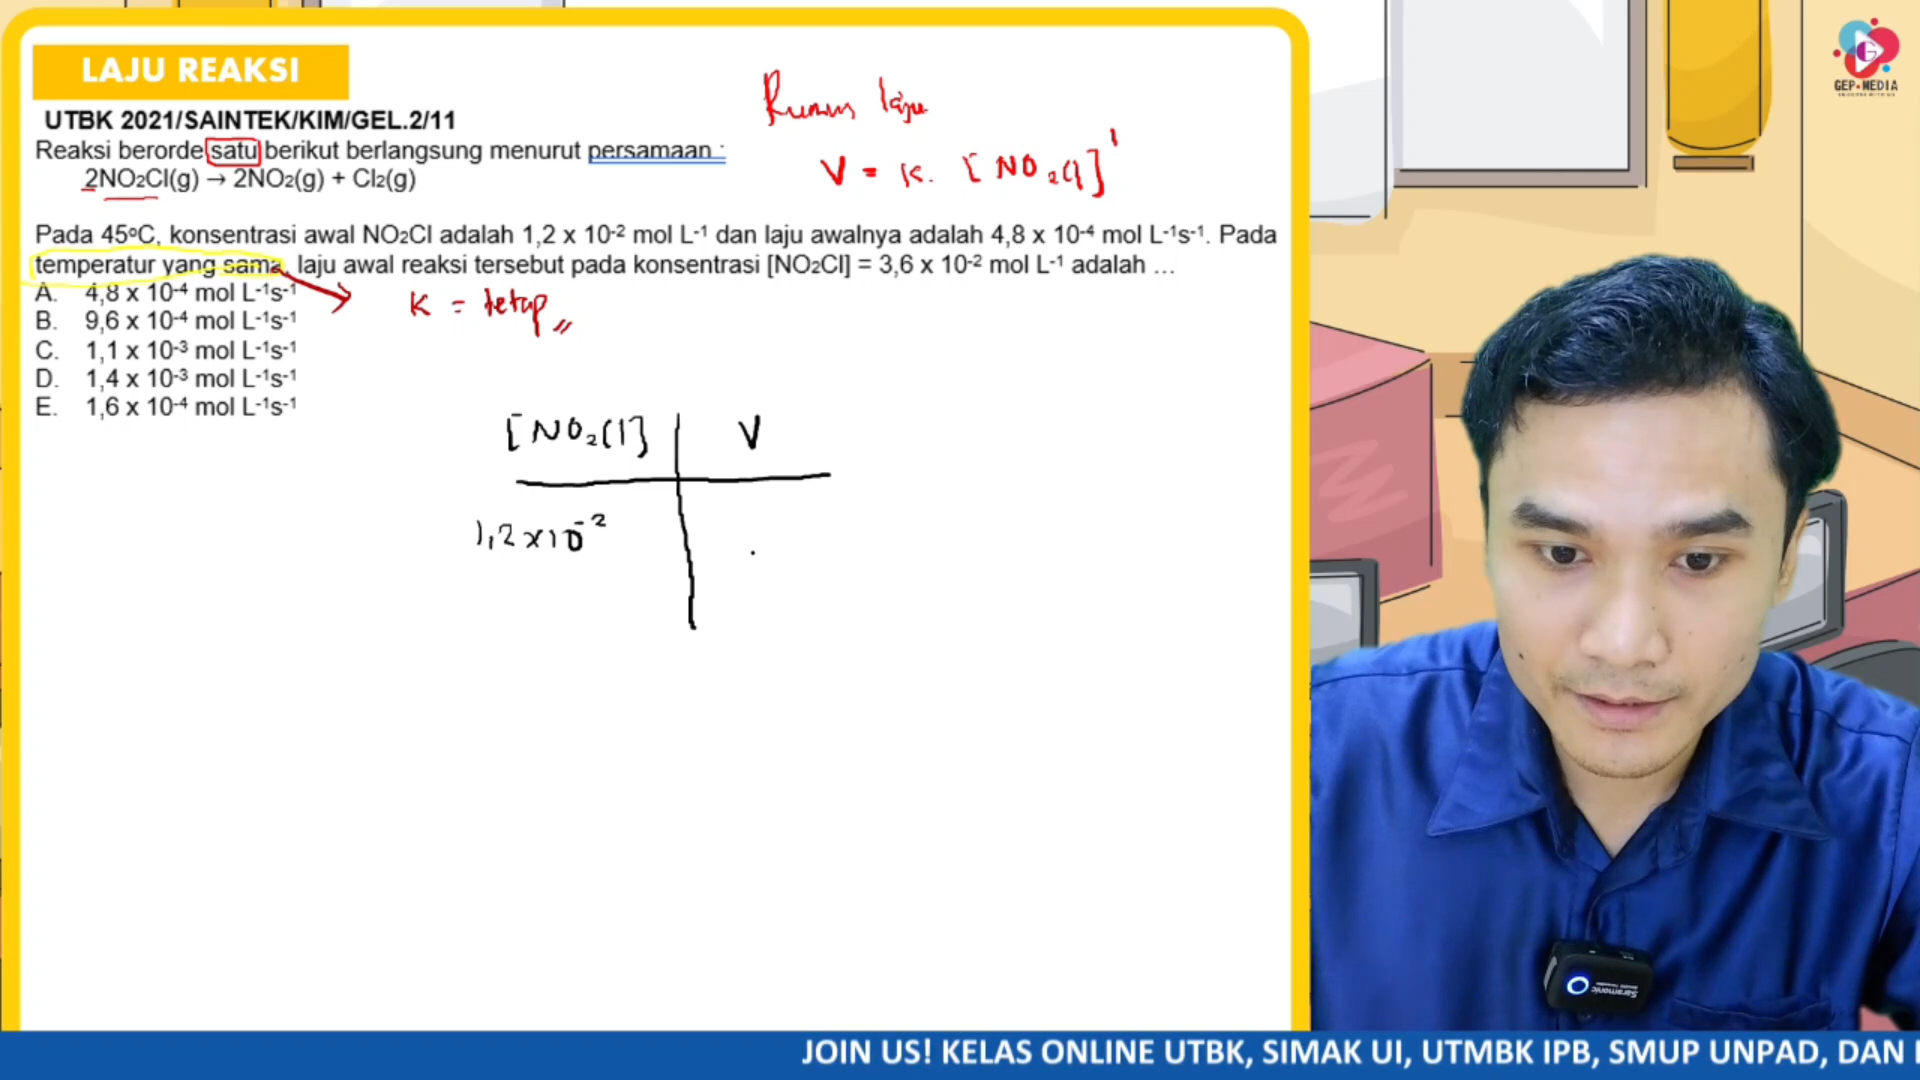 LAJU REAKSI
UTBK 2021/SAINTEK/KIM/GEL.2/11
Reaksi berorde satu berikut berlangsung menurut persamaan :
2NO₂Cl(g) → 2NO₂(g) + Cl₂(g)
Pada 45ºC, konsentrasi awal NO₂Cl adalah 1,2 x 10⁻² mol L⁻¹ dan laju awalnya adalah 4,8 x 10⁻⁴ mol L⁻¹s⁻¹. Pada
temperatur yang sama, laju awal reaksi tersebut pada konsentrasi [NO₂Cl] = 3,6 x 10⁻² mol L⁻¹ adalah ...
A. 4,8 x 10⁻⁴ mol L⁻¹s⁻¹
B. 9,6 x 10⁻⁴ mol L⁻¹s⁻¹
C. 1,1 x 10⁻³ mol L⁻¹s⁻¹
D. 1,4 x 10⁻³ mol L⁻¹s⁻¹
E. 1,6 x 10⁻⁴ mol L⁻¹s⁻¹
Rumus laju
V = K. [NO₂Cl]¹
K = tetap
[NO₂Cl] V
1,2 x 10⁻²
GEP MEDIA
Saramonic
JOIN US! KELAS ONLINE UTBK, SIMAK UI, UTMBK IPB, SMUP UNPAD, DAN